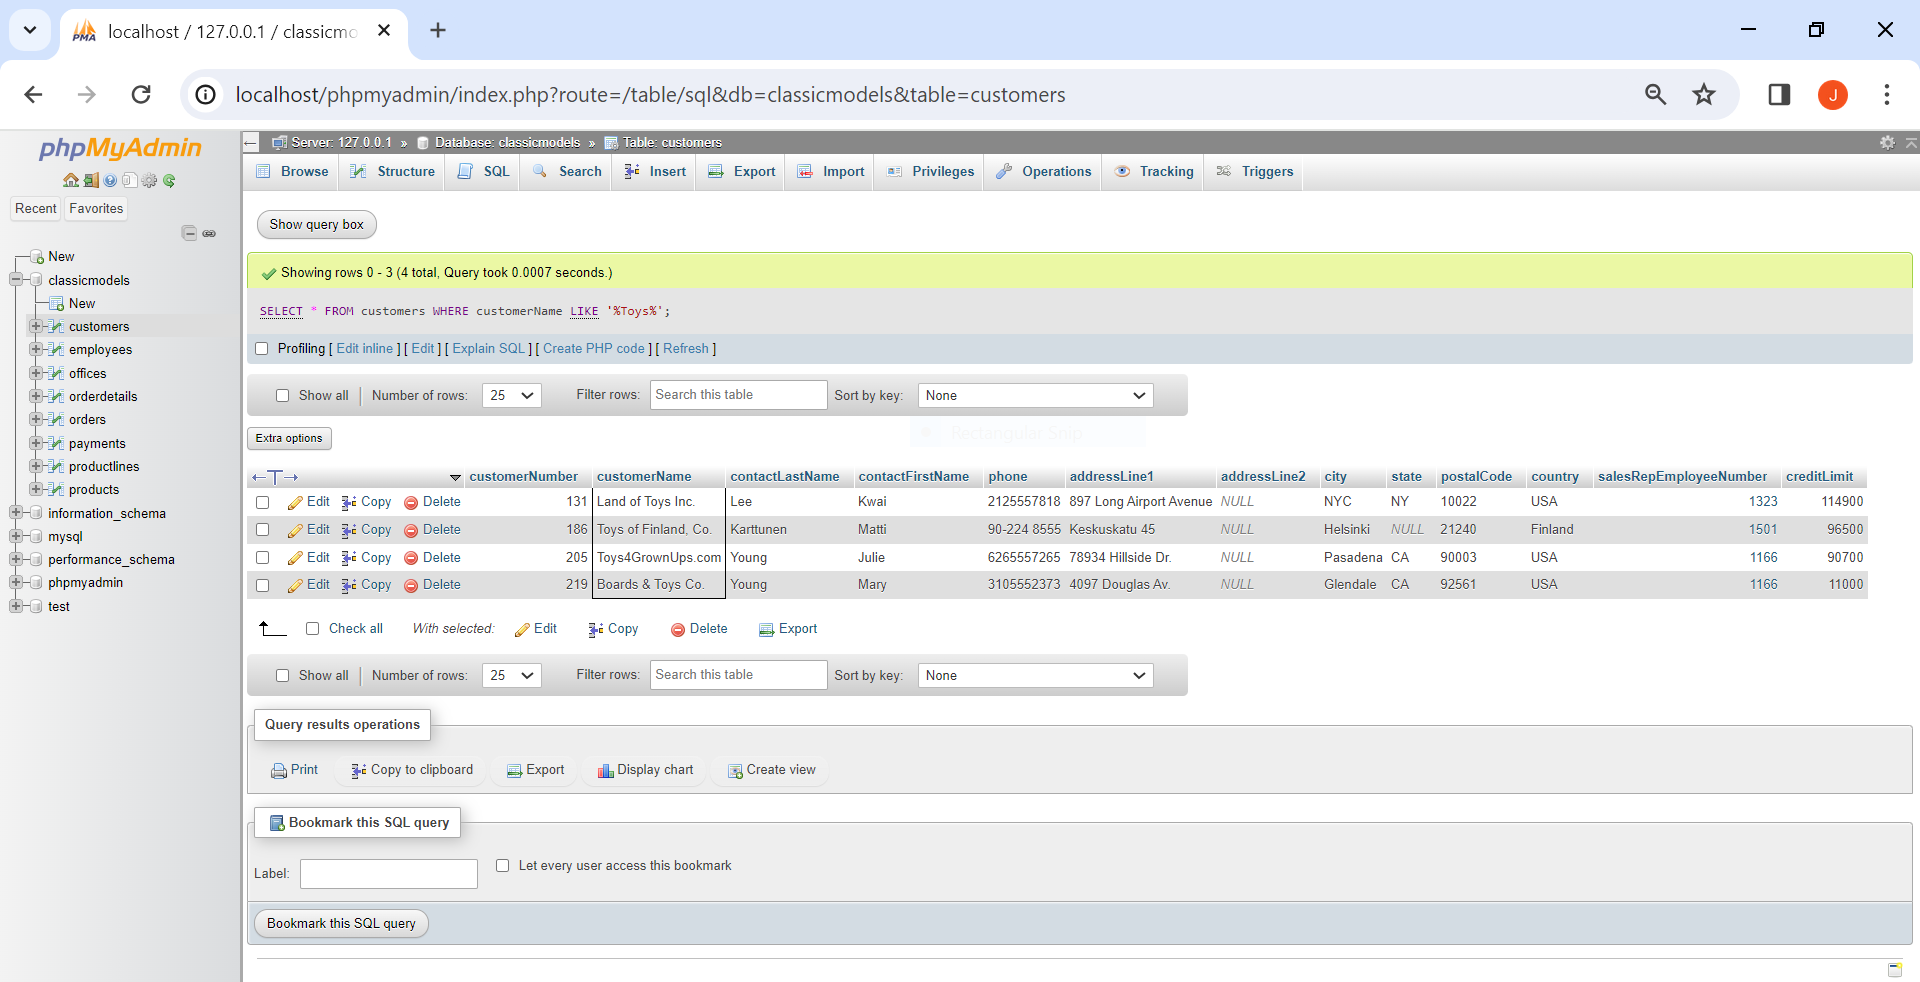 localhost / 127.0.0.1 / classicmo
localhost/phpmyadmin/index.php?route=/table/sql&db=classicmodels&table=customers
J
phpMyAdmin
Recent Favorites
New
classicmodels
New
customers
employees
offices
orderdetails
orders
payments
productlines
products
information_schema
mysql
performance_schema
phpmyadmin
test
Server: 127.0.0.1 » Database: classicmodels » Table: customers
Browse Structure SQL Search Insert Export Import Privileges Operations Tracking Triggers
Show query box
Showing rows 0 - 3 (4 total, Query took 0.0007 seconds.)
SELECT * FROM customers WHERE customerName LIKE '%Toys%';
Profiling [ Edit inline ] [ Edit ] [ Explain SQL ] [ Create PHP code ] [ Refresh ]
Show all Number of rows: 25 Filter rows: Search this table Sort by key: None
Rectangular Snip
Extra options
customerNumber customerName contactLastName contactFirstName phone addressLine1 addressLine2 city state postalCode country salesRepEmployeeNumber creditLimit
Edit Copy Delete 131 Land of Toys Inc. Lee Kwai 2125557818 897 Long Airport Avenue NULL NYC NY 10022 USA 1323 114900
Edit Copy Delete 186 Toys of Finland, Co. Karttunen Matti 90-224 8555 Keskuskatu 45 NULL Helsinki NULL 21240 Finland 1501 96500
Edit Copy Delete 205 Toys4GrownUps.com Young Julie 6265557265 78934 Hillside Dr. NULL Pasadena CA 90003 USA 1166 90700
Edit Copy Delete 219 Boards & Toys Co. Young Mary 3105552373 4097 Douglas Av. NULL Glendale CA 92561 USA 1166 11000
Check all With selected: Edit Copy Delete Export
Show all Number of rows: 25 Filter rows: Search this table Sort by key: None
Query results operations
Print Copy to clipboard Export Display chart Create view
Bookmark this SQL query
Label: Let every user access this bookmark
Bookmark this SQL query